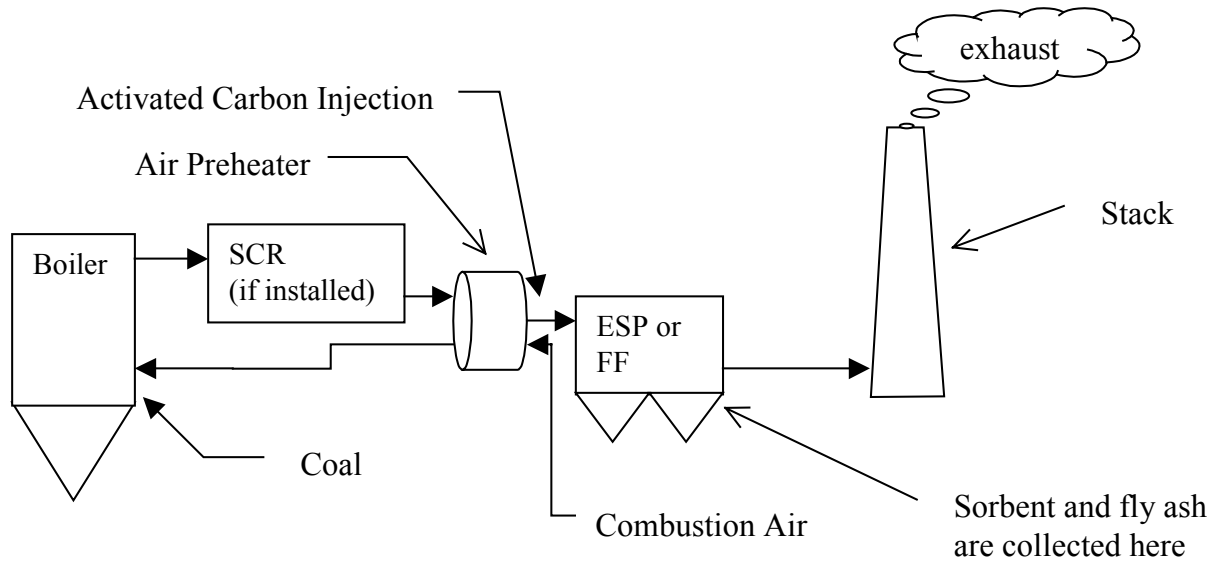 exhaust
Activated Carbon Injection
Air Preheater
Stack
Boiler
SCR
(if installed)
ESP or
FF
Coal
Combustion Air
Sorbent and fly ash
are collected here